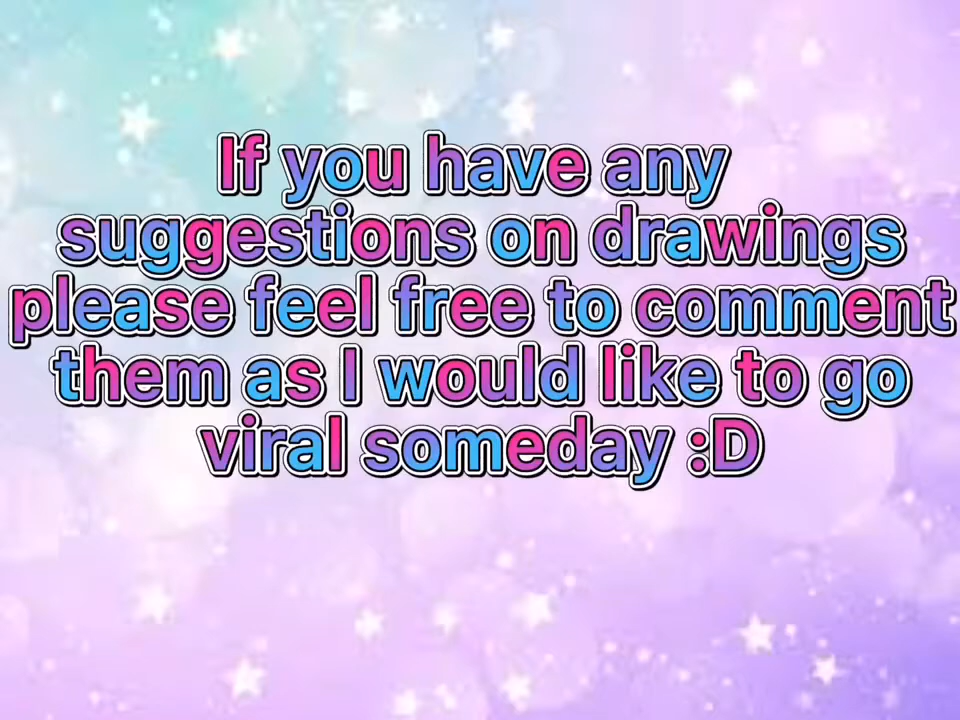 If you have any
suggestions on drawings
please feel free to comment
them as I would like to go
viral someday :D